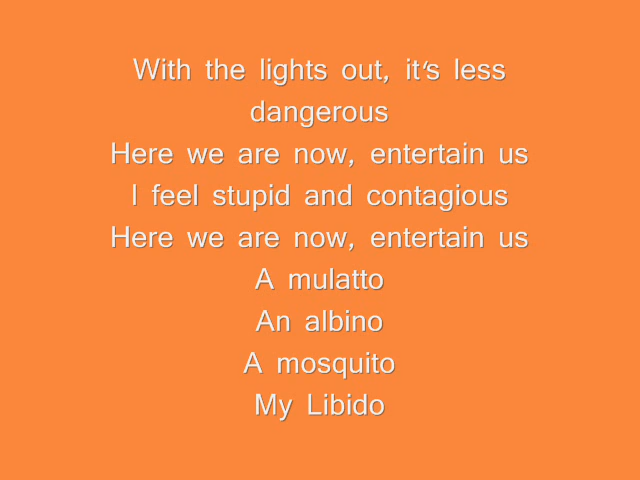 With the lights out, it's less
dangerous
Here we are now, entertain us
I feel stupid and contagious
Here we are now, entertain us
A mulatto
An albino
A mosquito
My Libido